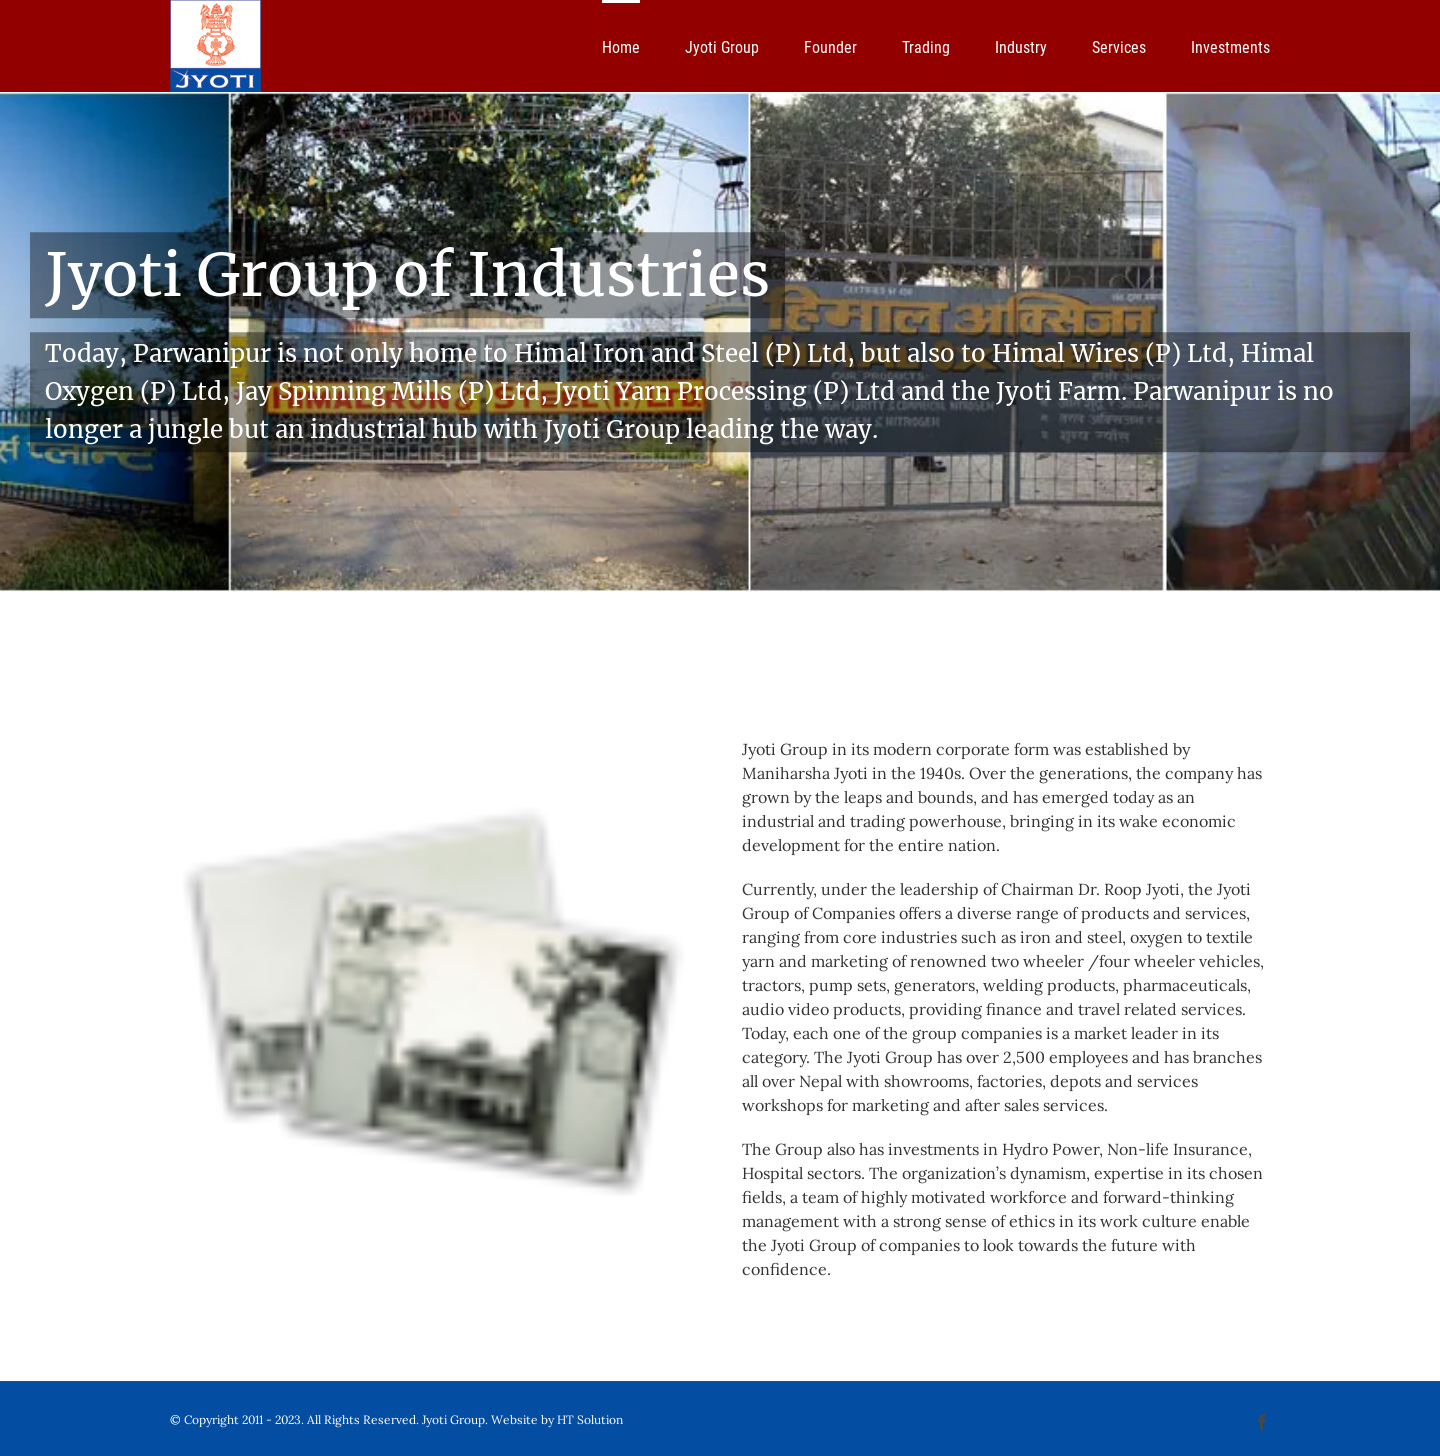 JYOTI
Home
Jyoti Group
Founder
Trading
Industry
Services
Investments
Jyoti Group of Industries
हिमाल अक्सिजन
Today, Parwanipur is not only home to Himal Iron and Steel (P) Ltd, but also to Himal Wires (P) Ltd, Himal
Oxygen (P) Ltd, Jay Spinning Mills (P) Ltd, Jyoti Yarn Processing (P) Ltd and the Jyoti Farm. Parwanipur is no
longer a jungle but an industrial hub with Jyoti Group leading the way.
HIMAL IRON & STEEL
प्लान्ट
Jyoti Group in its modern corporate form was established by
Maniharsha Jyoti in the 1940s. Over the generations, the company has
grown by the leaps and bounds, and has emerged today as an
industrial and trading powerhouse, bringing in its wake economic
development for the entire nation.
Currently, under the leadership of Chairman Dr. Roop Jyoti, the Jyoti
Group of Companies offers a diverse range of products and services,
ranging from core industries such as iron and steel, oxygen to textile
yarn and marketing of renowned two wheeler /four wheeler vehicles,
tractors, pump sets, generators, welding products, pharmaceuticals,
audio video products, providing finance and travel related services.
Today, each one of the group companies is a market leader in its
category. The Jyoti Group has over 2,500 employees and has branches
all over Nepal with showrooms, factories, depots and services
workshops for marketing and after sales services.
The Group also has investments in Hydro Power, Non-life Insurance,
Hospital sectors. The organization’s dynamism, expertise in its chosen
fields, a team of highly motivated workforce and forward-thinking
management with a strong sense of ethics in its work culture enable
the Jyoti Group of companies to look towards the future with
confidence.
© Copyright 2011 - 2023. All Rights Reserved. Jyoti Group. Website by HT Solution